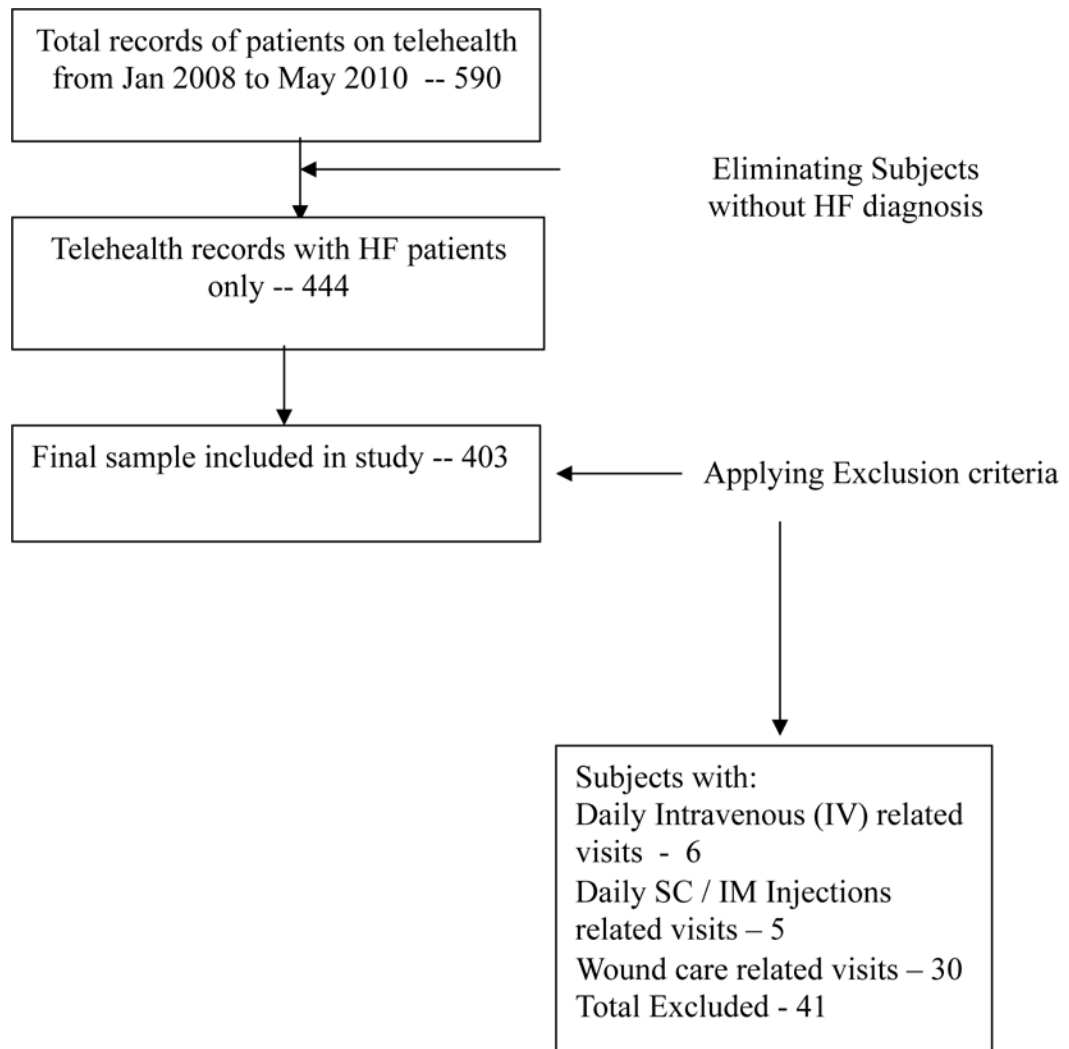 Total records of patients on telehealth
from Jan 2008 to May 2010 -- 590
Eliminating Subjects
without HF diagnosis
Telehealth records with HF patients
only -- 444
Final sample included in study -- 403
Applying Exclusion criteria
Subjects with:
Daily Intravenous (IV) related
visits - 6
Daily SC / IM Injections
related visits – 5
Wound care related visits – 30
Total Excluded - 41